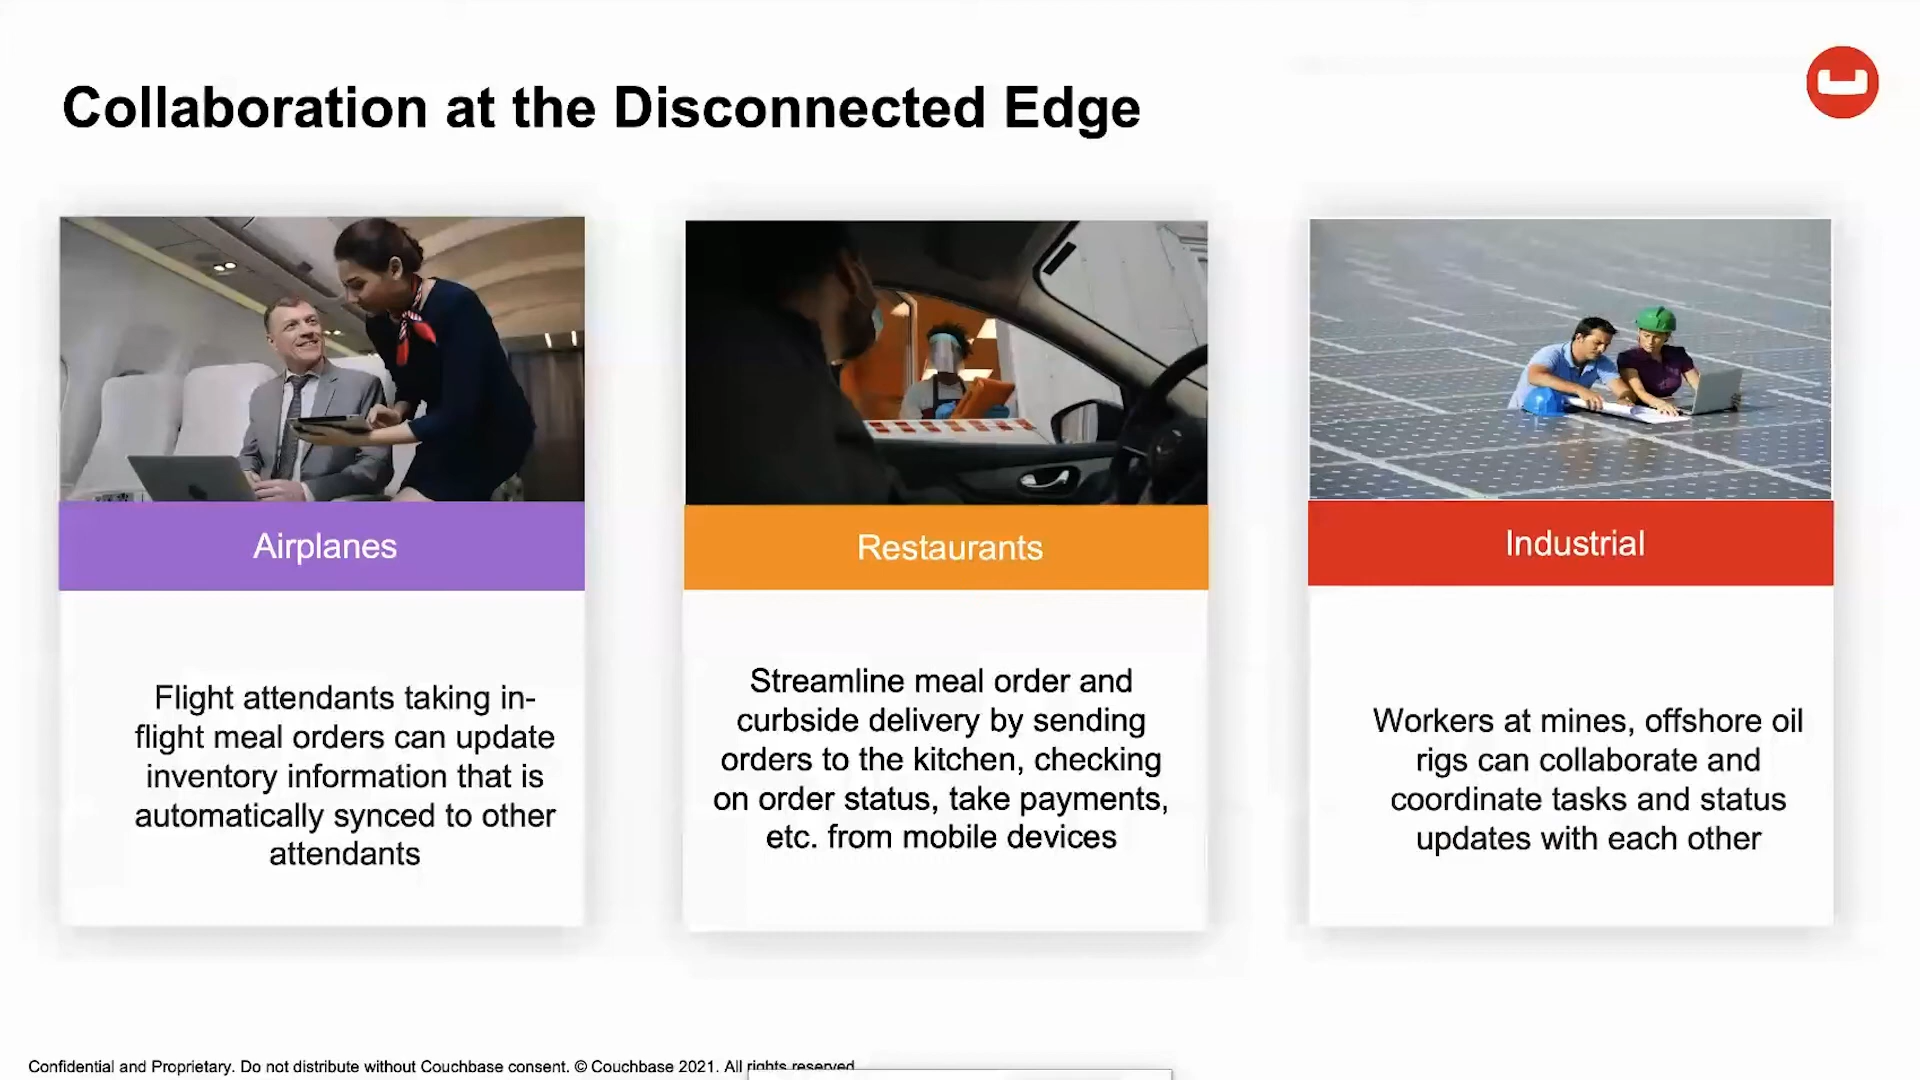 Collaboration at the Disconnected Edge
Airplanes
Flight attendants taking in-
flight meal orders can update
inventory information that is
automatically synced to other
attendants
Restaurants
Streamline meal order and
curbside delivery by sending
orders to the kitchen, checking
on order status, take payments,
etc. from mobile devices
Industrial
Workers at mines, offshore oil
rigs can collaborate and
coordinate tasks and status
updates with each other
Confidential and Proprietary. Do not distribute without Couchbase consent. © Couchbase 2021. All rights reserved.